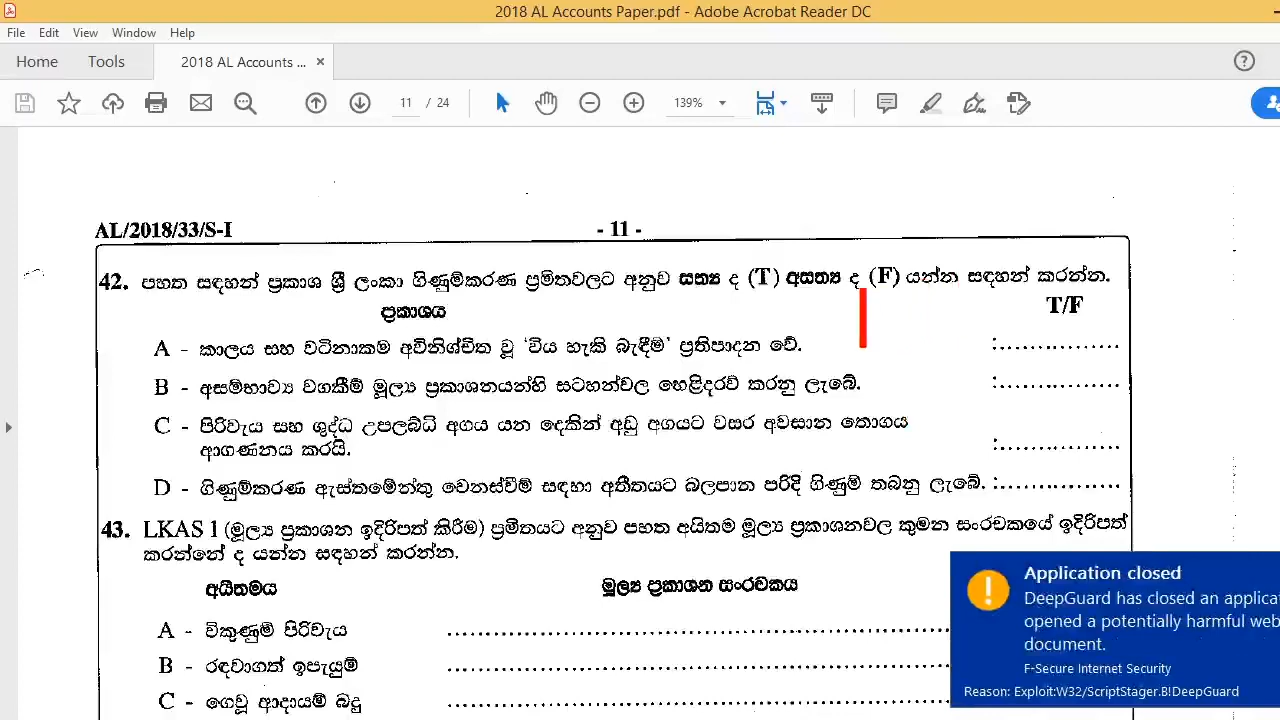 2018 AL Accounts Paper.pdf - Adobe Acrobat Reader DC
File Edit View Window Help
Home Tools 2018 AL Accounts ... ×
11 / 24 139%
AL/2018/33/S-I - 11 -
42. පහත සඳහන් ප්‍රකාශ ශ්‍රී ලංකා ගිණුම්කරණ ප්‍රමිතවලට අනුව සත්‍ය ද (T) අසත්‍ය ද (F) යන්න සඳහන් කරන්න.
ප්‍රකාශය T/F
A - කාලය සහ වටිනාකම අවිනිශ්චිත වූ ‘විය හැකි බැඳීම්’ ප්‍රතිපාදන වේ. :..................
B - අසම්භාව්‍ය වගකීම් මූල්‍ය ප්‍රකාශනයන්හි සටහන්වල හෙළිදරව් කරනු ලැබේ. :..................
C - පිරිවැය සහ ශුද්ධ උපලබ්ධි අගය යන දෙකින් අඩු අගයට වසර අවසාන තොගය
ආගණනය කරයි. :..................
D - ගිණුම්කරණ ඇස්තමේන්තු වෙනස්වීම් සඳහා අතීතයට බලපාන පරිදි ගිණුම් තබනු ලැබේ. :..................
43. LKAS 1 (මූල්‍ය ප්‍රකාශන ඉදිරිපත් කිරීම) ප්‍රමිතයට අනුව පහත අයිතම මූල්‍ය ප්‍රකාශනවල කුමන සංරචකයේ ඉදිරිපත්
කරන්නේ ද යන්න සඳහන් කරන්න.
අයිතමය මූල්‍ය ප්‍රකාශන සංරචකය
A - විකුණුම් පිරිවැය ..................................................
B - රඳවාගත් ඉපැයුම් ..................................................
C - ගෙවූ ආදායම් බදු ..................................................
Application closed
DeepGuard has closed an
opened a potentially harmful web
document.
F-Secure Internet Security
Reason: Exploit:W32/ScriptStager.B!DeepGuard